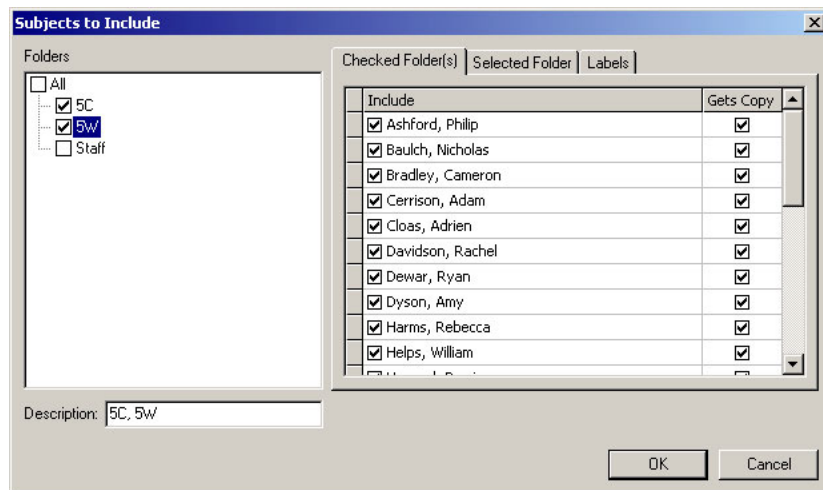 Subjects to Include
Folders
All
5C
5W
Staff
Description: 5C, 5W
Checked Folder(s) Selected Folder Labels
Include Gets Copy
Ashford, Philip
Baulch, Nicholas
Bradley, Cameron
Cerrison, Adam
Cloas, Adrien
Davidson, Rachel
Dewar, Ryan
Dyson, Amy
Harms, Rebecca
Helps, William
OK Cancel